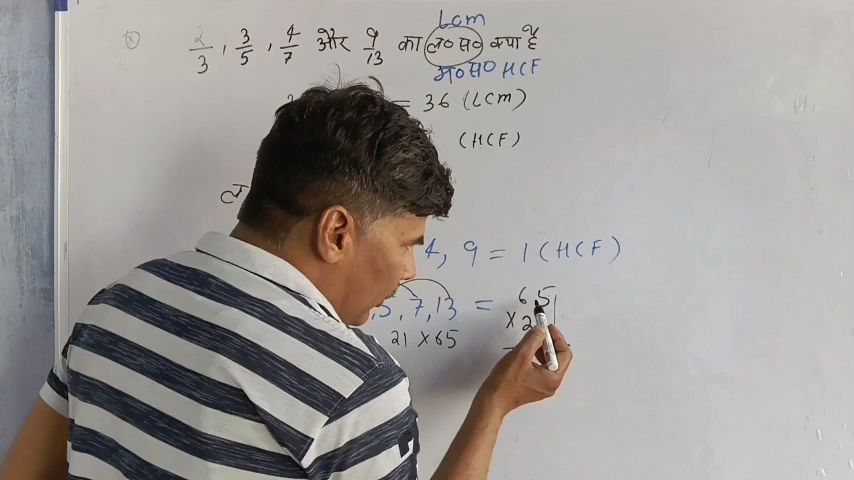 Lcm
2/3, 3/5, 4/7 और 9/13 का ल०स० क्या है
म०स० HCF
= 36 (LCm)
(HCF)
ल
4, 9 = 1 (HCF)
5, 7, 13 = 65
21 × 65 × 2